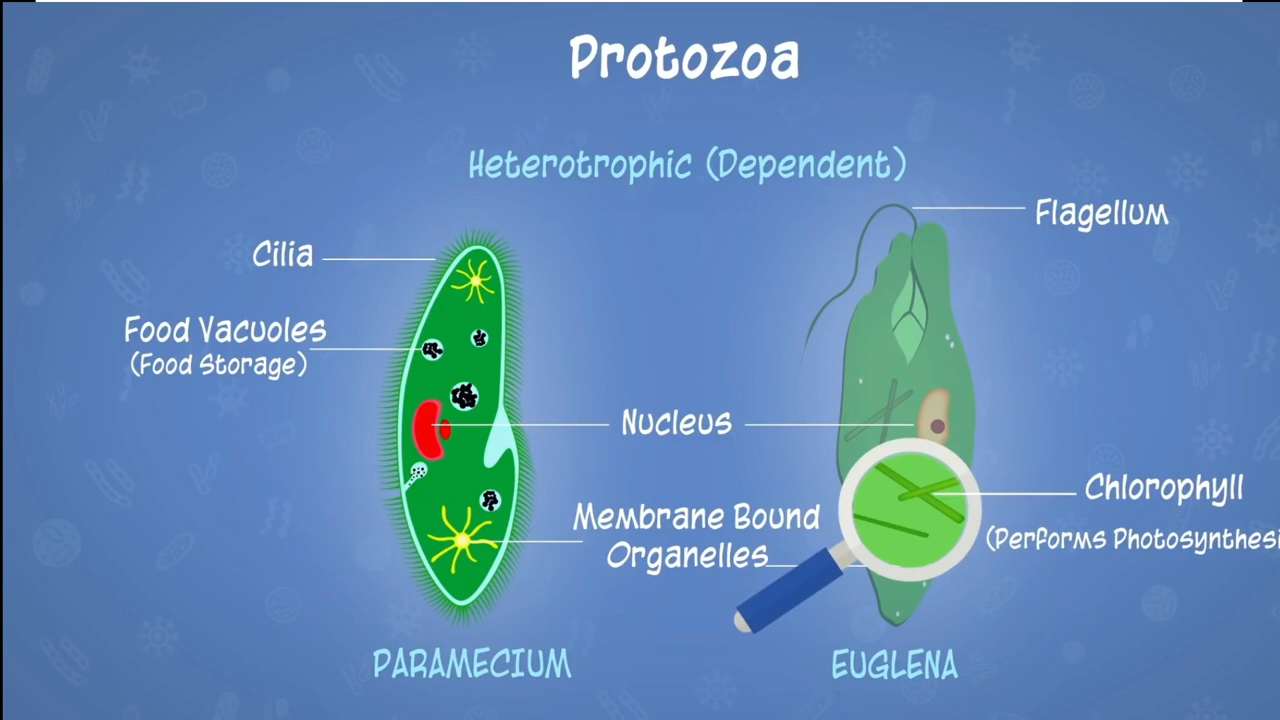 Protozoa
Heterotrophic (Dependent)
Flagellum
Cilia
Food Vacuoles
(Food Storage)
Nucleus
Chlorophyll
(Performs Photosynthesi
Membrane Bound
Organelles
PARAMECIUM
EUGLENA